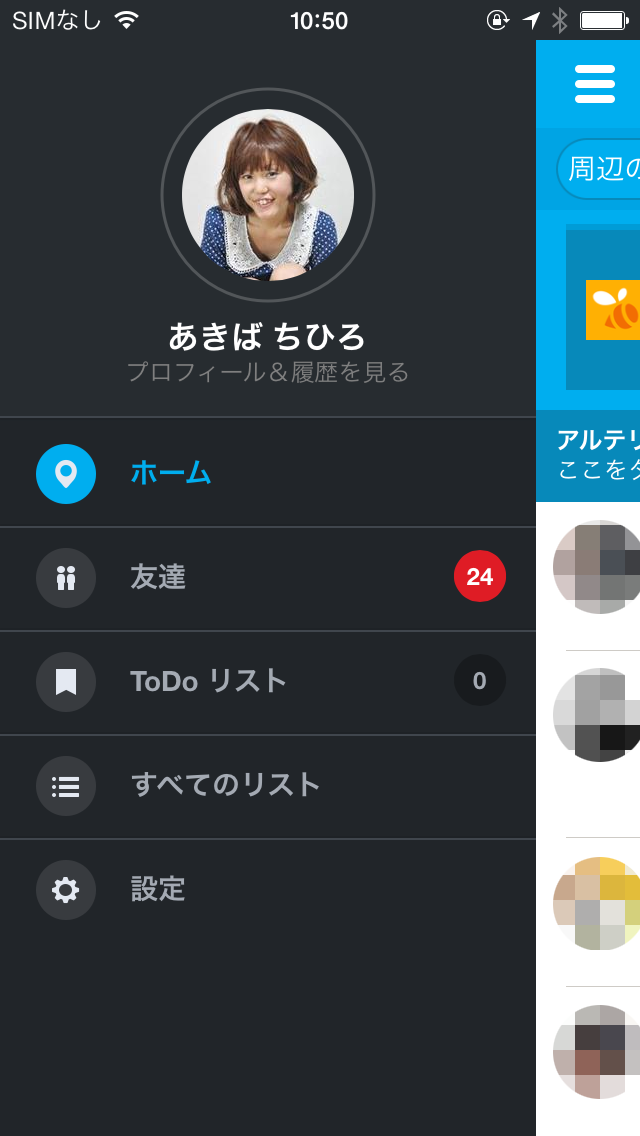 SIMなし 10:50
あきば ちひろ
プロフィール＆履歴を見る
ホーム
友達 24
ToDo リスト 0
すべてのリスト
設定
周辺の
アルテリ
ここを